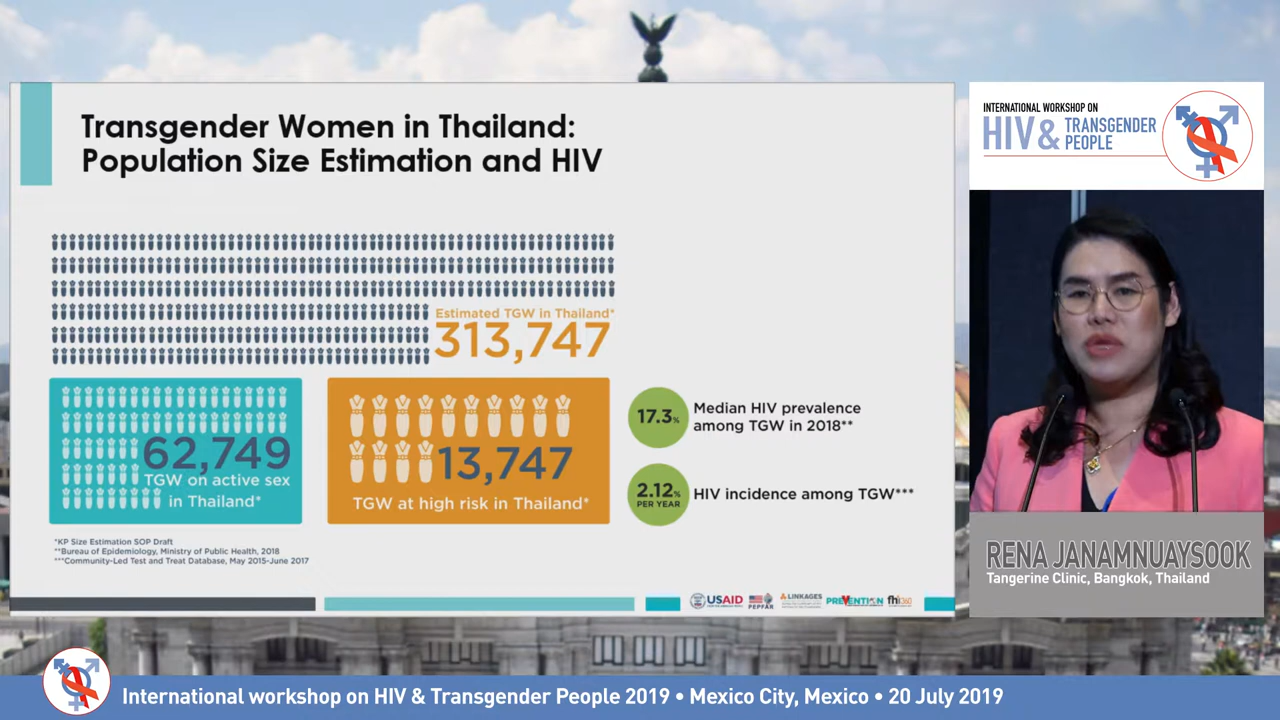 Transgender Women in Thailand:
Population Size Estimation and HIV
Estimated TGW in Thailand*
313,747
62,749
TGW on active sex
in Thailand*
13,747
TGW at high risk in Thailand*
17.3%
Median HIV prevalence
among TGW in 2018**
2.12%
PER YEAR
HIV incidence among TGW***
*KP Size Estimation SOP Draft
**Bureau of Epidemiology, Ministry of Public Health, 2018
***Community-Led Test and Treat Database, May 2015-June 2017
USAID
PEPFAR
LINKAGES
PREVENTION
fhi360
INTERNATIONAL WORKSHOP ON
HIV & TRANSGENDER
PEOPLE
RENA JANAMNUAYSOOK
Tangerine Clinic, Bangkok, Thailand
International workshop on HIV & Transgender People 2019 • Mexico City, Mexico • 20 July 2019